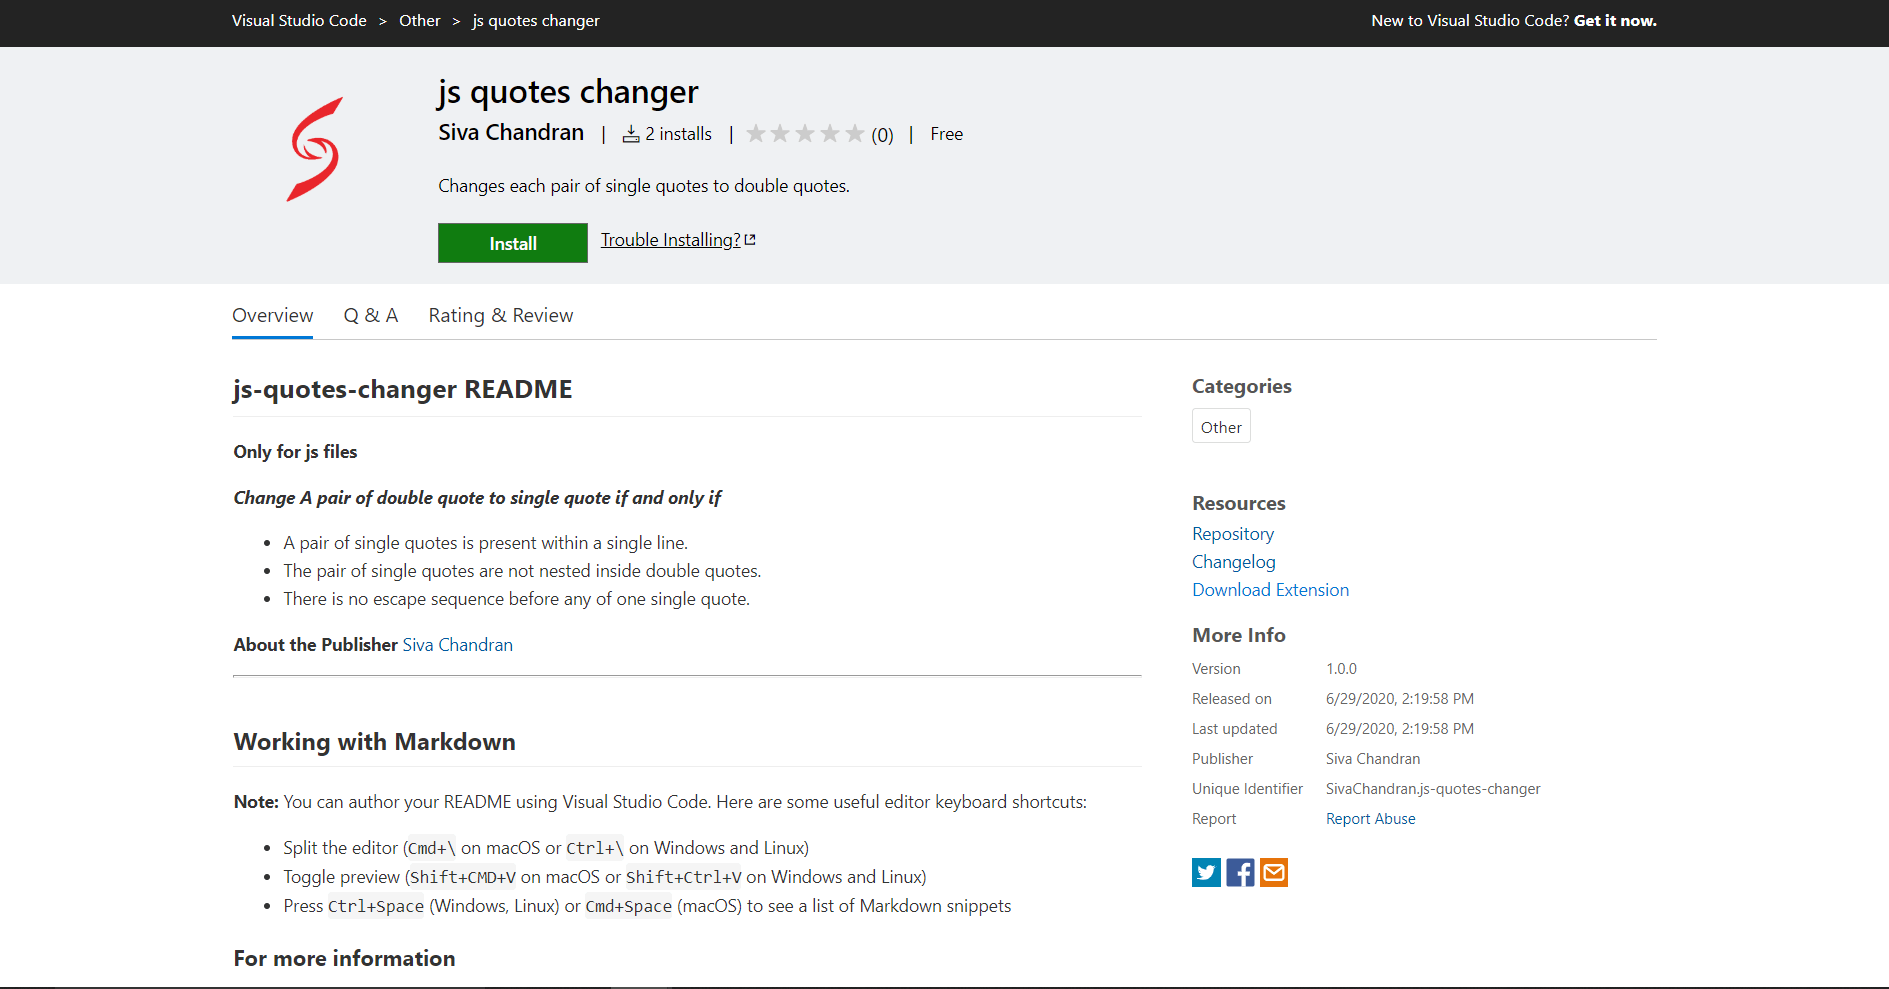 Visual Studio Code > Other > js quotes changer
New to Visual Studio Code? Get it now.
js quotes changer
Siva Chandran | 2 installs | (0) | Free
Changes each pair of single quotes to double quotes.
Install Trouble Installing?
Overview Q & A Rating & Review
js-quotes-changer README
Only for js files
Change A pair of double quote to single quote if and only if
• A pair of single quotes is present within a single line.
• The pair of single quotes are not nested inside double quotes.
• There is no escape sequence before any of one single quote.
About the Publisher Siva Chandran
Working with Markdown
Note: You can author your README using Visual Studio Code. Here are some useful editor keyboard shortcuts:
• Split the editor (Cmd+\ on macOS or Ctrl+\ on Windows and Linux)
• Toggle preview (Shift+CMD+V on macOS or Shift+Ctrl+V on Windows and Linux)
• Press Ctrl+Space (Windows, Linux) or Cmd+Space (macOS) to see a list of Markdown snippets
For more information
Categories
Other
Resources
Repository
Changelog
Download Extension
More Info
Version 1.0.0
Released on 6/29/2020, 2:19:58 PM
Last updated 6/29/2020, 2:19:58 PM
Publisher Siva Chandran
Unique Identifier SivaChandran.js-quotes-changer
Report Report Abuse